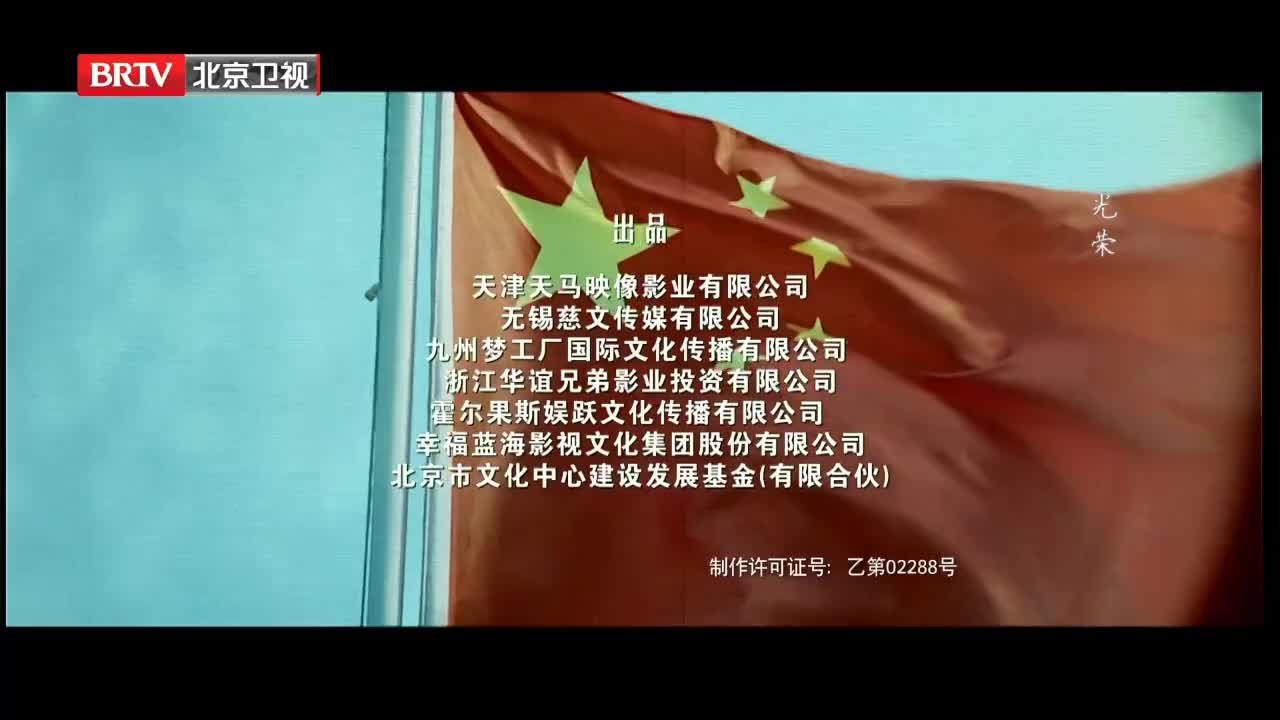 BRTV 北京卫视
光
荣
出品
天津天马映像影业有限公司
无锡慈文传媒有限公司
九州梦工厂国际文化传播有限公司
浙江华谊兄弟影业投资有限公司
霍尔果斯娱跃文化传播有限公司
幸福蓝海影视文化集团股份有限公司
北京市文化中心建设发展基金(有限合伙)
制作许可证号: 乙第02288号